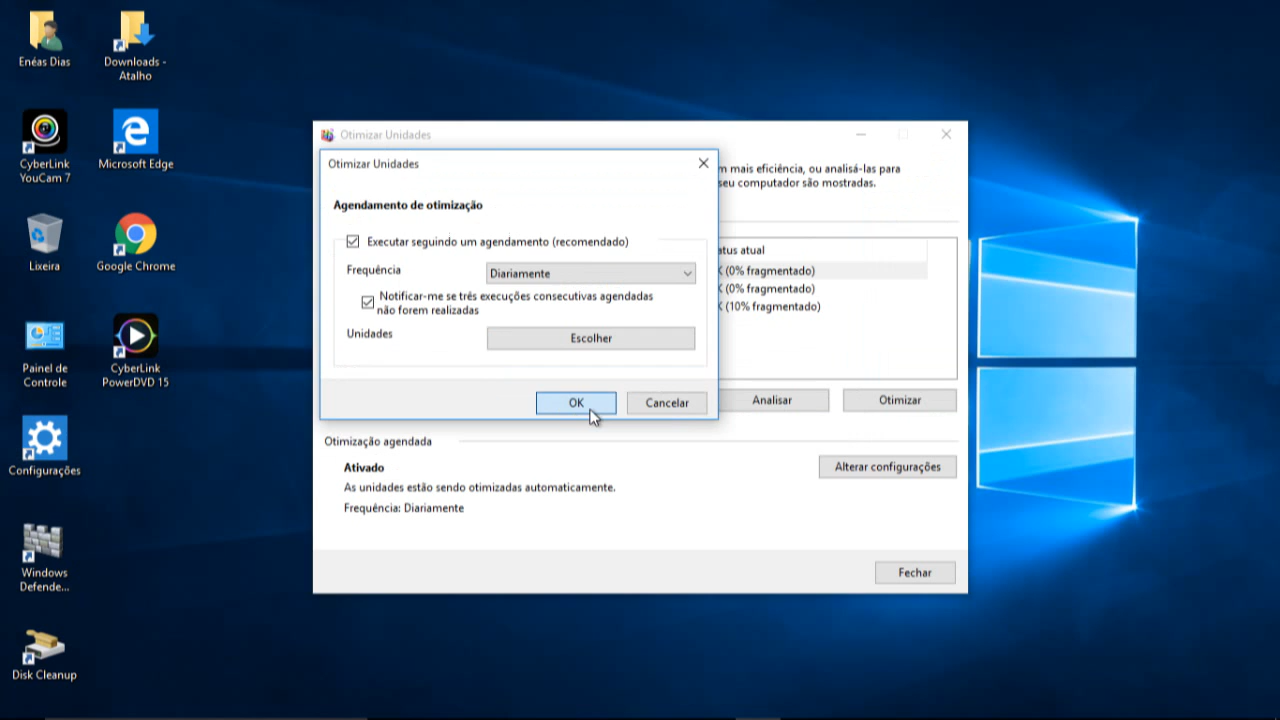 Enéas Dias
Downloads -
Atalho
CyberLink
YouCam 7
Microsoft Edge
Lixeira
Google Chrome
Painel de
Controle
CyberLink
PowerDVD 15
Configurações
Windows
Defende...
Disk Cleanup
Otimizar Unidades
Otimizar Unidades
m mais eficiência, ou analisá-las para
seu computador são mostradas.
Agendamento de otimização
Executar seguindo um agendamento (recomendado)
Frequência
Diariamente
Notificar-me se três execuções consecutivas agendadas
não forem realizadas
Unidades
Escolher
OK
Cancelar
atus atual
K (0% fragmentado)
K (0% fragmentado)
K (10% fragmentado)
Analisar
Otimizar
Otimização agendada
Ativado
As unidades estão sendo otimizadas automaticamente.
Frequência: Diariamente
Alterar configurações
Fechar